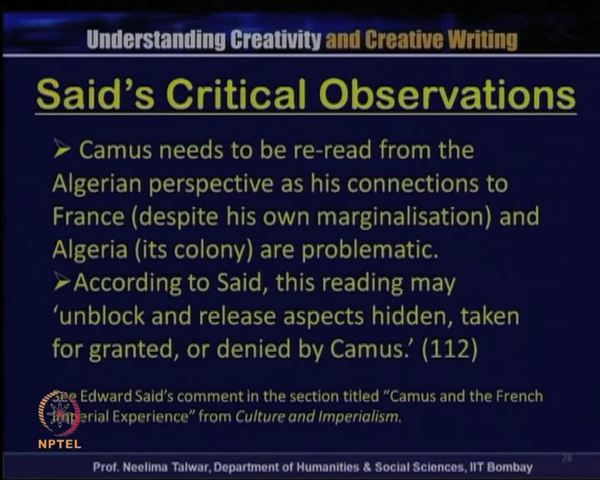 Understanding Creativity and Creative Writing
Said's Critical Observations
➢ Camus needs to be re-read from the
Algerian perspective as his connections to
France (despite his own marginalisation) and
Algeria (its colony) are problematic.
➢According to Said, this reading may
'unblock and release aspects hidden, taken
for granted, or denied by Camus.' (112)
See Edward Said's comment in the section titled "Camus and the French
Imperial Experience" from Culture and Imperialism.
NPTEL
28
Prof. Neelima Talwar, Department of Humanities & Social Sciences, IIT Bombay